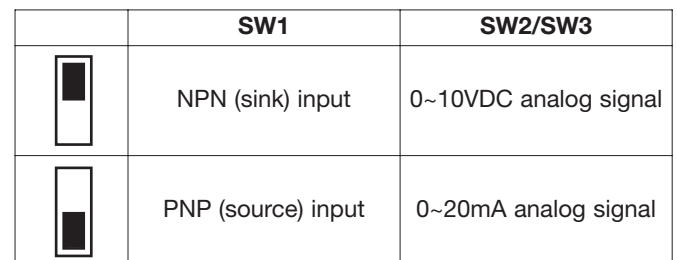 SW1 SW2/SW3
NPN (sink) input 0~10VDC analog signal
PNP (source) input 0~20mA analog signal